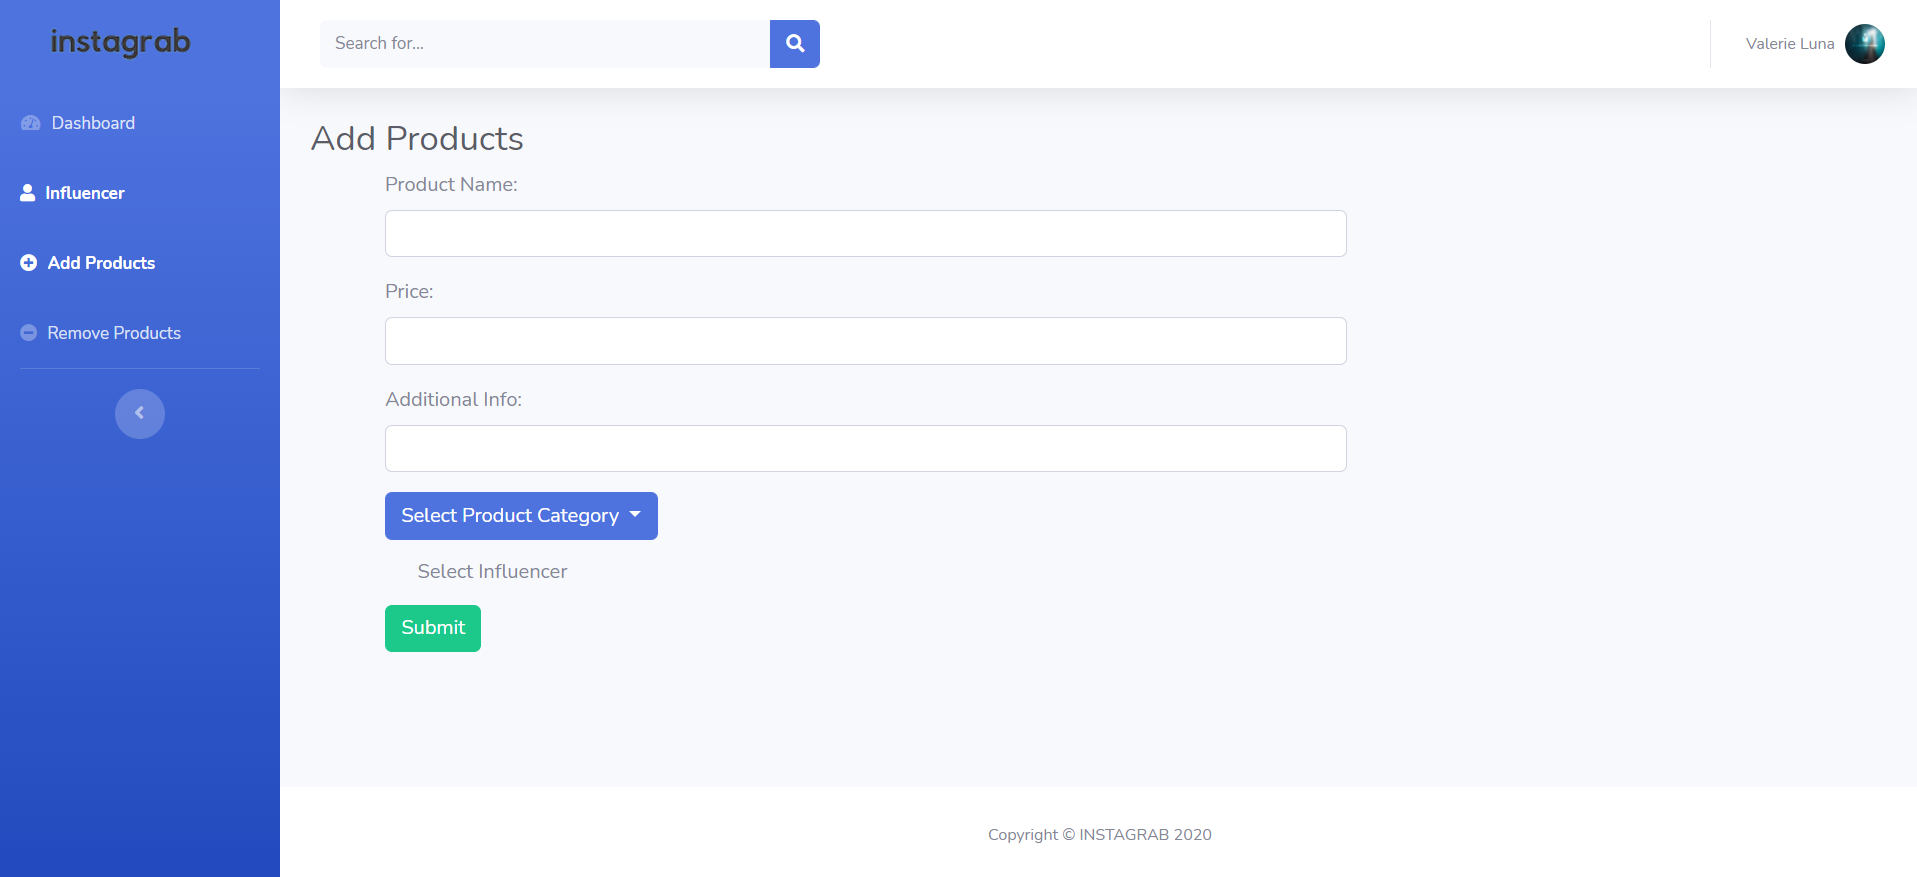 instagrab
Dashboard
Influencer
Add Products
Remove Products
Search for...
Valerie Luna
Add Products
Product Name:
Price:
Additional Info:
Select Product Category
Select Influencer
Submit
Copyright © INSTAGRAB 2020